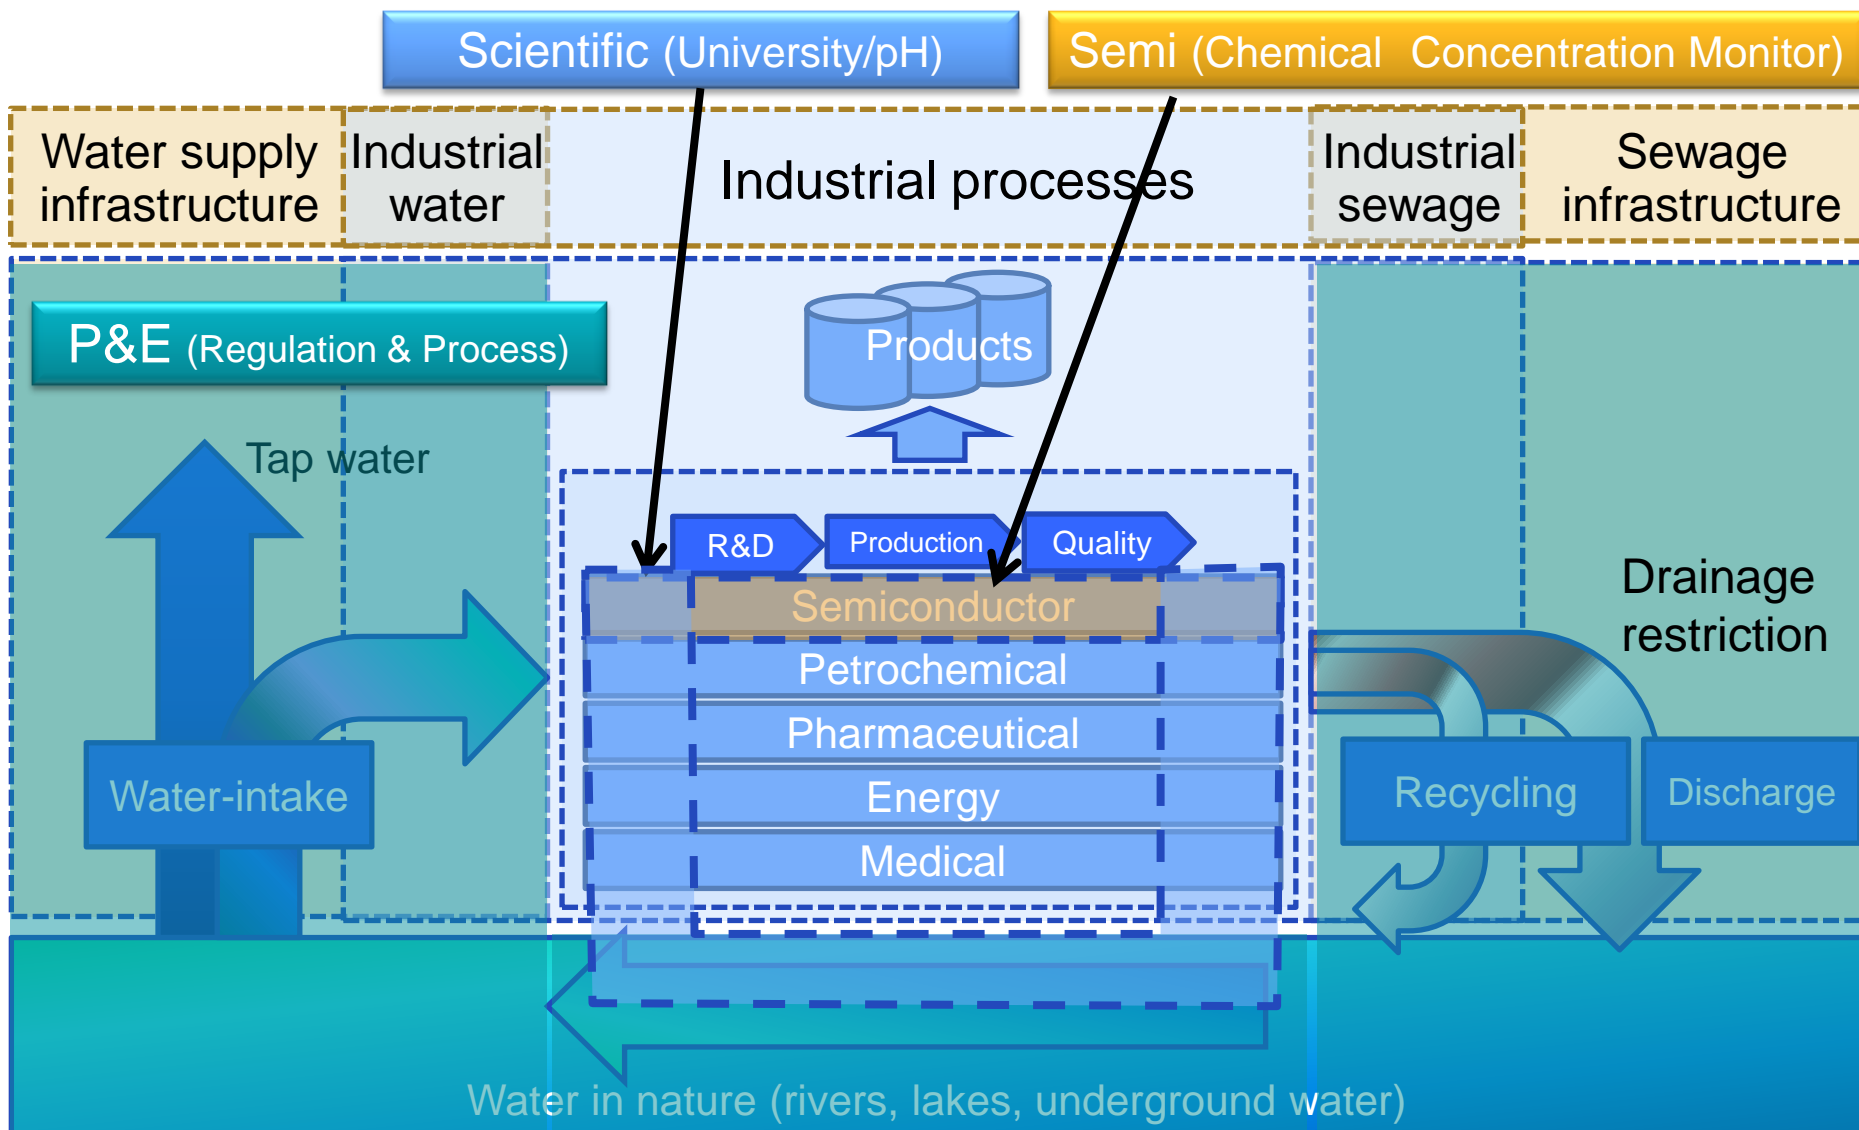 Scientific (University/pH)
Semi (Chemical Concentration Monitor)
Water supply
infrastructure
Industrial
water
Industrial processes
Industrial
sewage
Sewage
infrastructure
P&E (Regulation & Process)
Products
Tap water
R&D
Production
Quality
Semiconductor
Petrochemical
Pharmaceutical
Energy
Medical
Drainage
restriction
Water-intake
Recycling
Discharge
Water in nature (rivers, lakes, underground water)